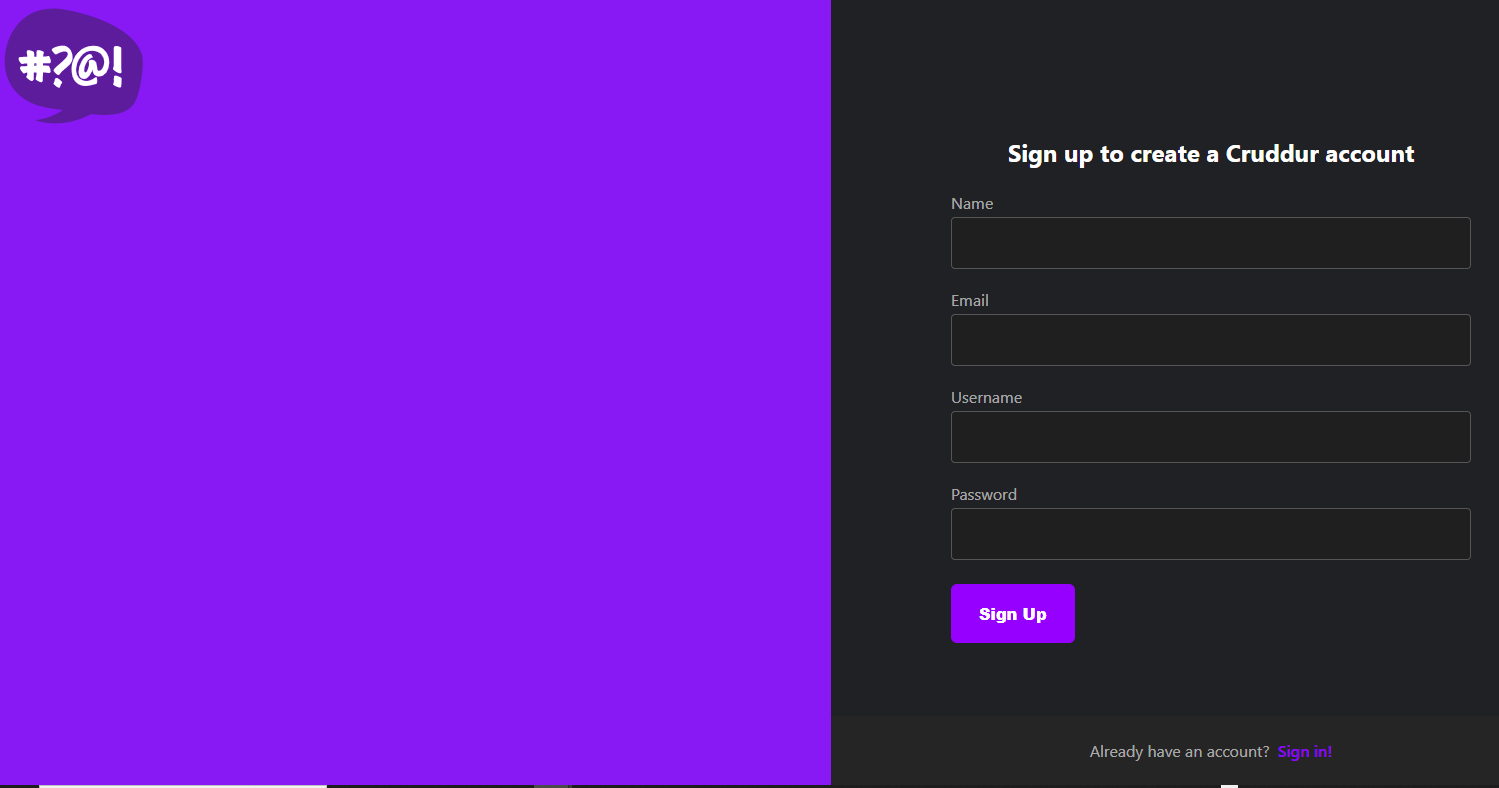 #?@!
Sign up to create a Cruddur account
Name
Email
Username
Password
Sign Up
Already have an account? Sign in!